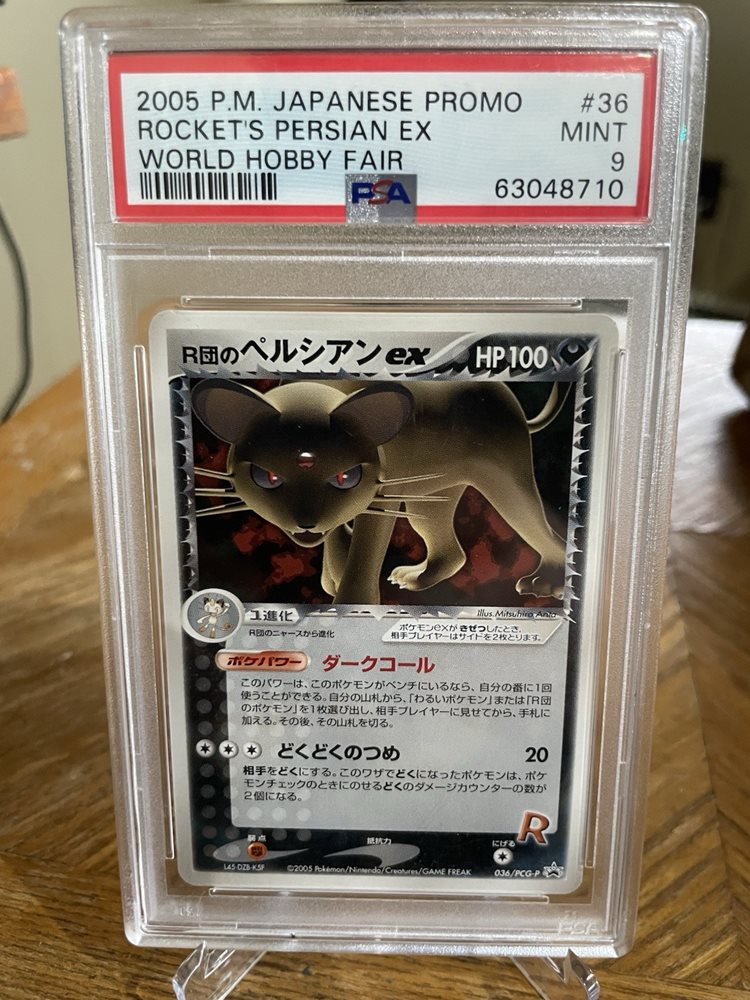 2005 P.M. JAPANESE PROMO #36
ROCKET'S PERSIAN EX MINT
WORLD HOBBY FAIR 9
PSA 63048710
R団のペルシアンex HP100
Illus. Mitsuhiro Arita
1進化
R団のニャースから進化
ポケモンexがきぜつしたとき、
相手プレイヤーはサイドを2枚とります。
ポケパワー ダークコール
このパワーは、このポケモンがベンチにいるなら、自分の番に1回
使うことができる。自分の山札から、「わるいポケモン」または「R団
のポケモン」を1枚選び出し、相手プレイヤーに見せてから、手札に
加える。その後、その山札を切る。
どくどくのつめ 20
相手をどくにする。このワザでどくになったポケモンは、ポケ
モンチェックのときにのせるどくのダメージカウンターの数が
2個になる。
R
弱点 抵抗力 にげる
L45-DZB-K5F ©2005 Pokémon/Nintendo/Creatures/GAME FREAK 036/PCG-P